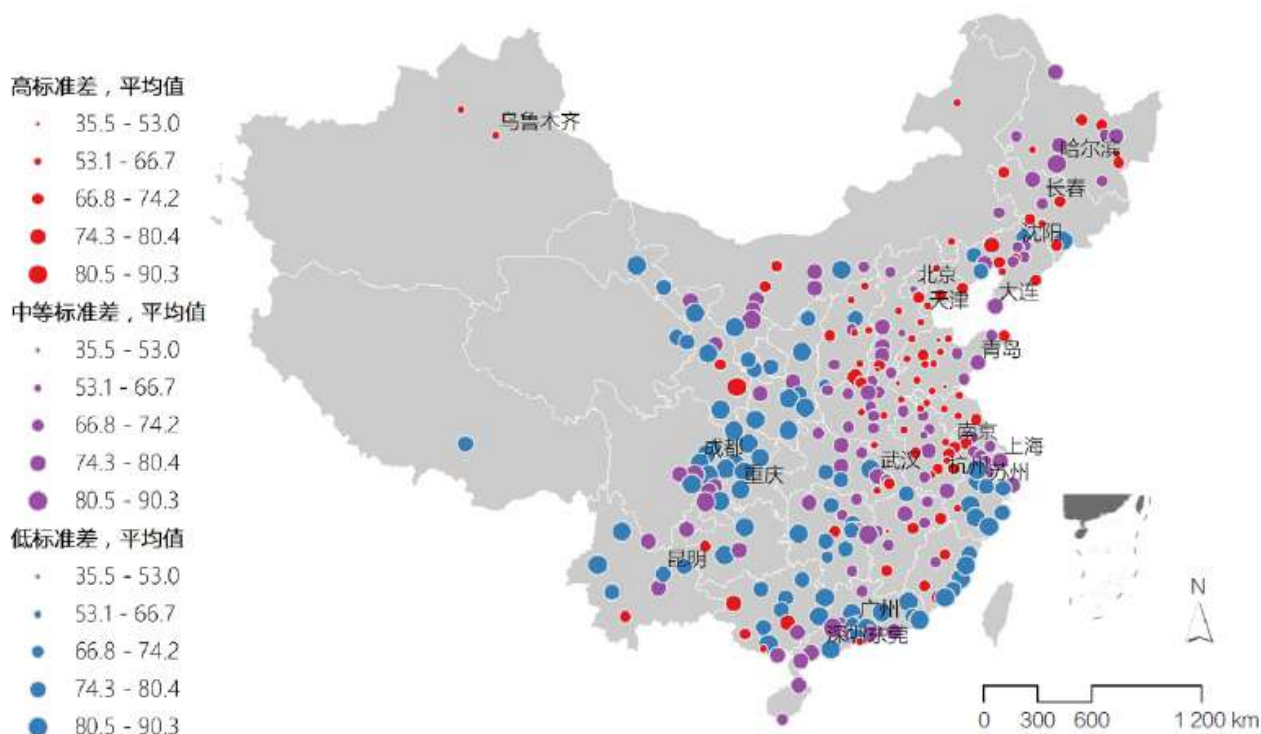 高标准差，平均值
35.5 - 53.0
53.1 - 66.7
66.8 - 74.2
74.3 - 80.4
80.5 - 90.3
中等标准差，平均值
35.5 - 53.0
53.1 - 66.7
66.8 - 74.2
74.3 - 80.4
80.5 - 90.3
低标准差，平均值
35.5 - 53.0
53.1 - 66.7
66.8 - 74.2
74.3 - 80.4
80.5 - 90.3
乌鲁木齐
哈尔滨
长春
沈阳
北京
天津
大连
青岛
南京
上海
成都
武汉
杭州
苏州
重庆
昆明
广州
深圳
东莞
N
0 300 600 1 200 km